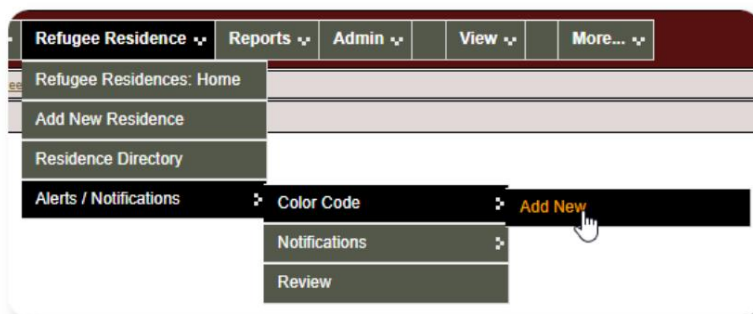 Refugee Residence Reports Admin View More...
ee
Refugee Residences: Home
Add New Residence
Residence Directory
Alerts / Notifications Color Code Add New
Notifications
Review